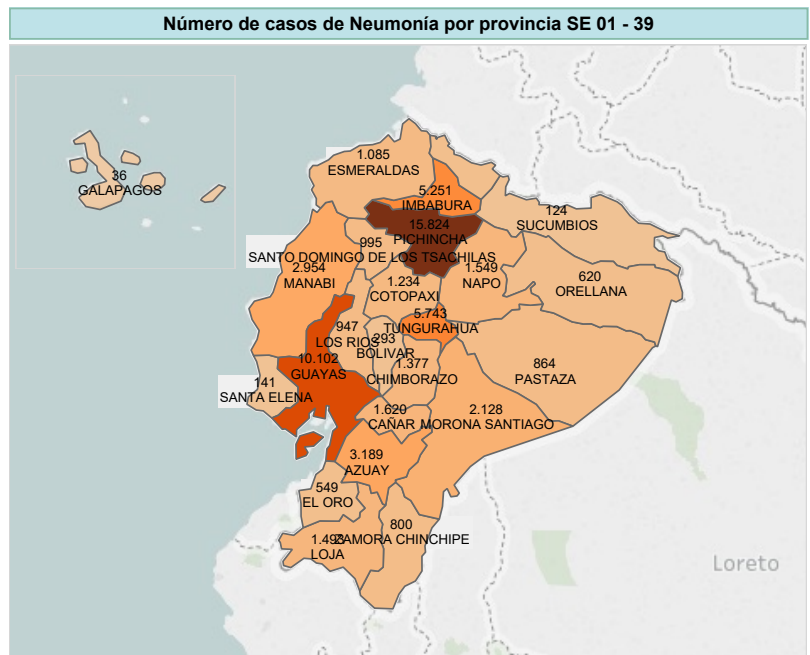 Número de casos de Neumonía por provincia SE 01 - 39
36
GALAPAGOS
1.085
ESMERALDAS
5.251
IMBABURA
124
SUCUMBIOS
15.824
PICHINCHA
995
SANTO DOMINGO DE LOS TSACHILAS
2.954
MANABI
1.549
NAPO
620
ORELLANA
1.234
COTOPAXI
5.743
TUNGURAHUA
947
LOS RIOS
293
BOLIVAR
10.102
GUAYAS
1.377
CHIMBORAZO
864
PASTAZA
141
SANTA ELENA
1.620
CAÑAR
2.128
MORONA SANTIAGO
3.189
AZUAY
549
EL ORO
800
ZAMORA CHINCHIPE
1.493
LOJA
Loreto